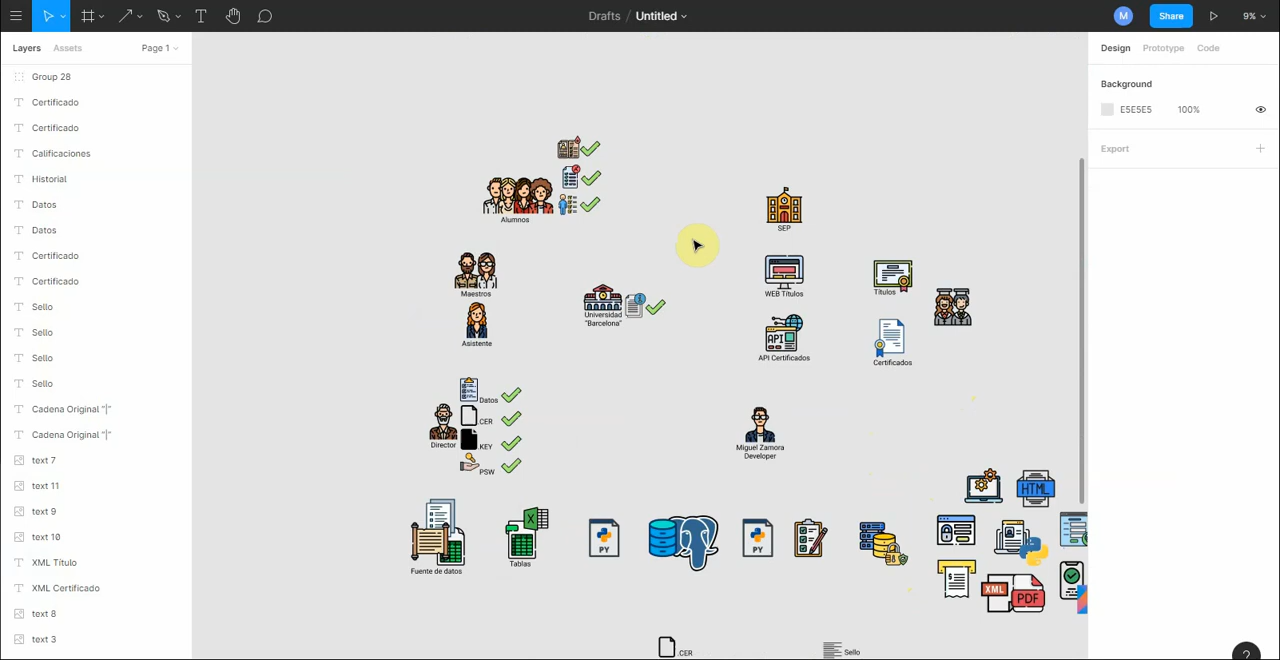 Drafts / Untitled
M
Share
9%
Layers
Assets
Page 1
Design
Prototype
Code
Group 28
Certificado
Certificado
Calificaciones
Historial
Datos
Datos
Certificado
Certificado
Sello
Sello
Sello
Sello
Cadena Original "|"
Cadena Original "|"
text 7
text 11
text 9
text 10
XML Título
XML Certificado
text 8
text 3
Background
E5E5E5
100%
Export
Alumnos
SEP
Maestros
WEB Títulos
Títulos
Universidad
"Barcelona"
Asistente
API
API Certificados
Certificados
Datos
.CER
Director
.KEY
PSW
Miguel Zamora
Developer
HTML
PY
PY
Fuente de datos
Tablas
XML
PDF
.CER
Sello
?